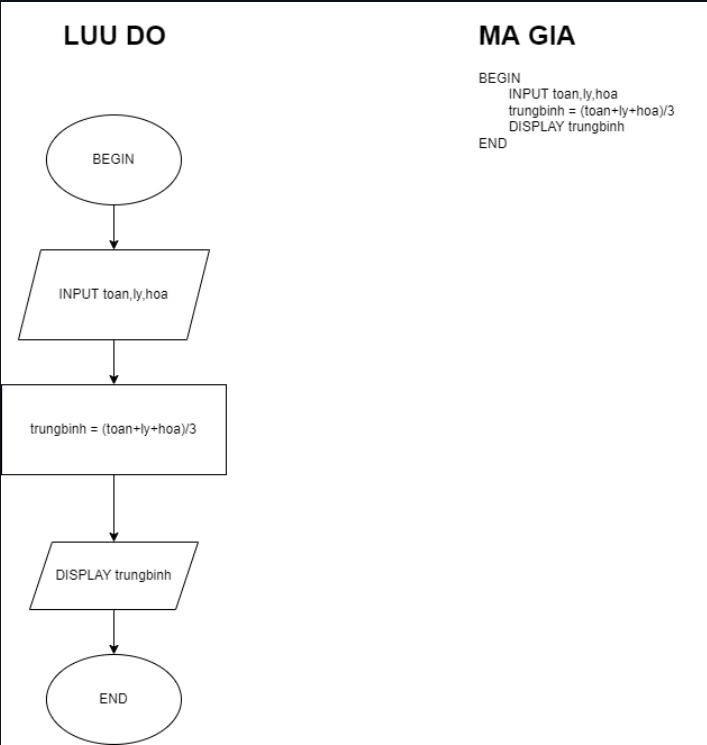 LUU DO
BEGIN
INPUT toan,ly,hoa
trungbinh = (toan+ly+hoa)/3
DISPLAY trungbinh
END
MA GIA
BEGIN
INPUT toan,ly,hoa
trungbinh = (toan+ly+hoa)/3
DISPLAY trungbinh
END